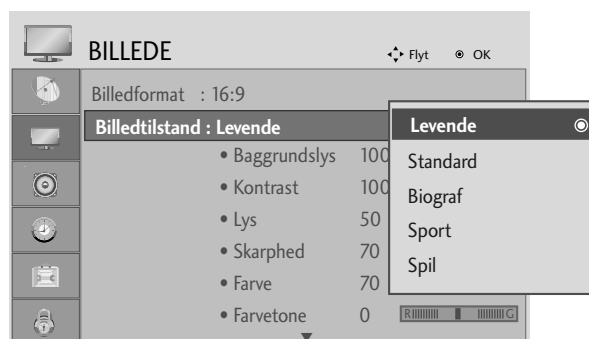 BILLEDE Flyt OK
Billedformat : 16:9
Billedtilstand : Levende
• Baggrundslys 100
• Kontrast 100
• Lys 50
• Skarphed 70
• Farve 70
• Farvetone 0 R G
Levende
Standard
Biograf
Sport
Spil